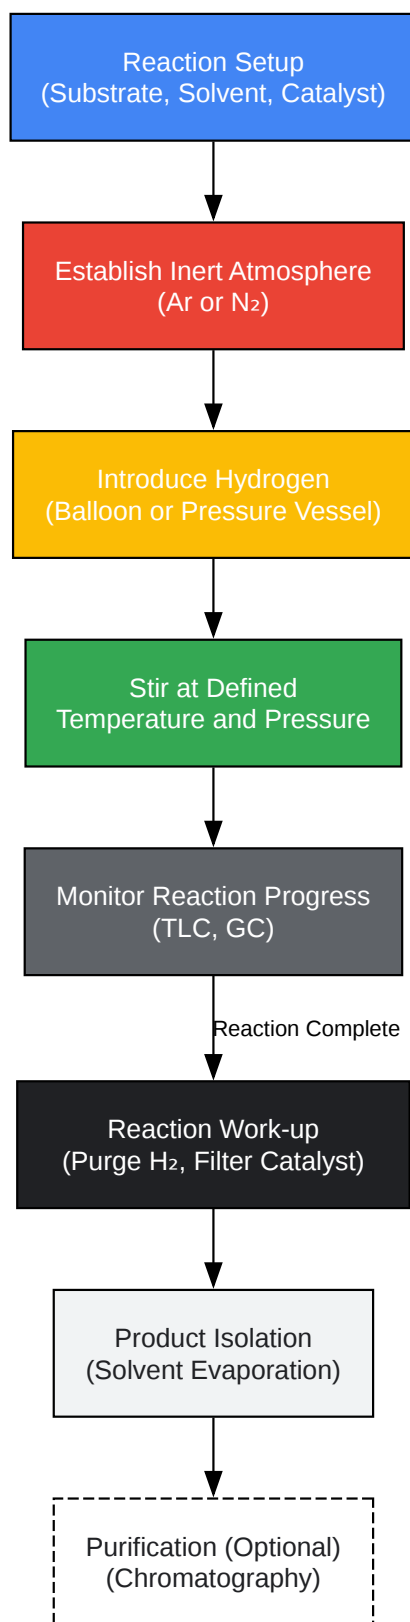 Reaction Setup
(Substrate, Solvent, Catalyst)
Establish Inert Atmosphere
(Ar or N₂)
Introduce Hydrogen
(Balloon or Pressure Vessel)
Stir at Defined
Temperature and Pressure
Monitor Reaction Progress
(TLC, GC)
Reaction Complete
Reaction Work-up
(Purge H₂, Filter Catalyst)
Product Isolation
(Solvent Evaporation)
Purification (Optional)
(Chromatography)